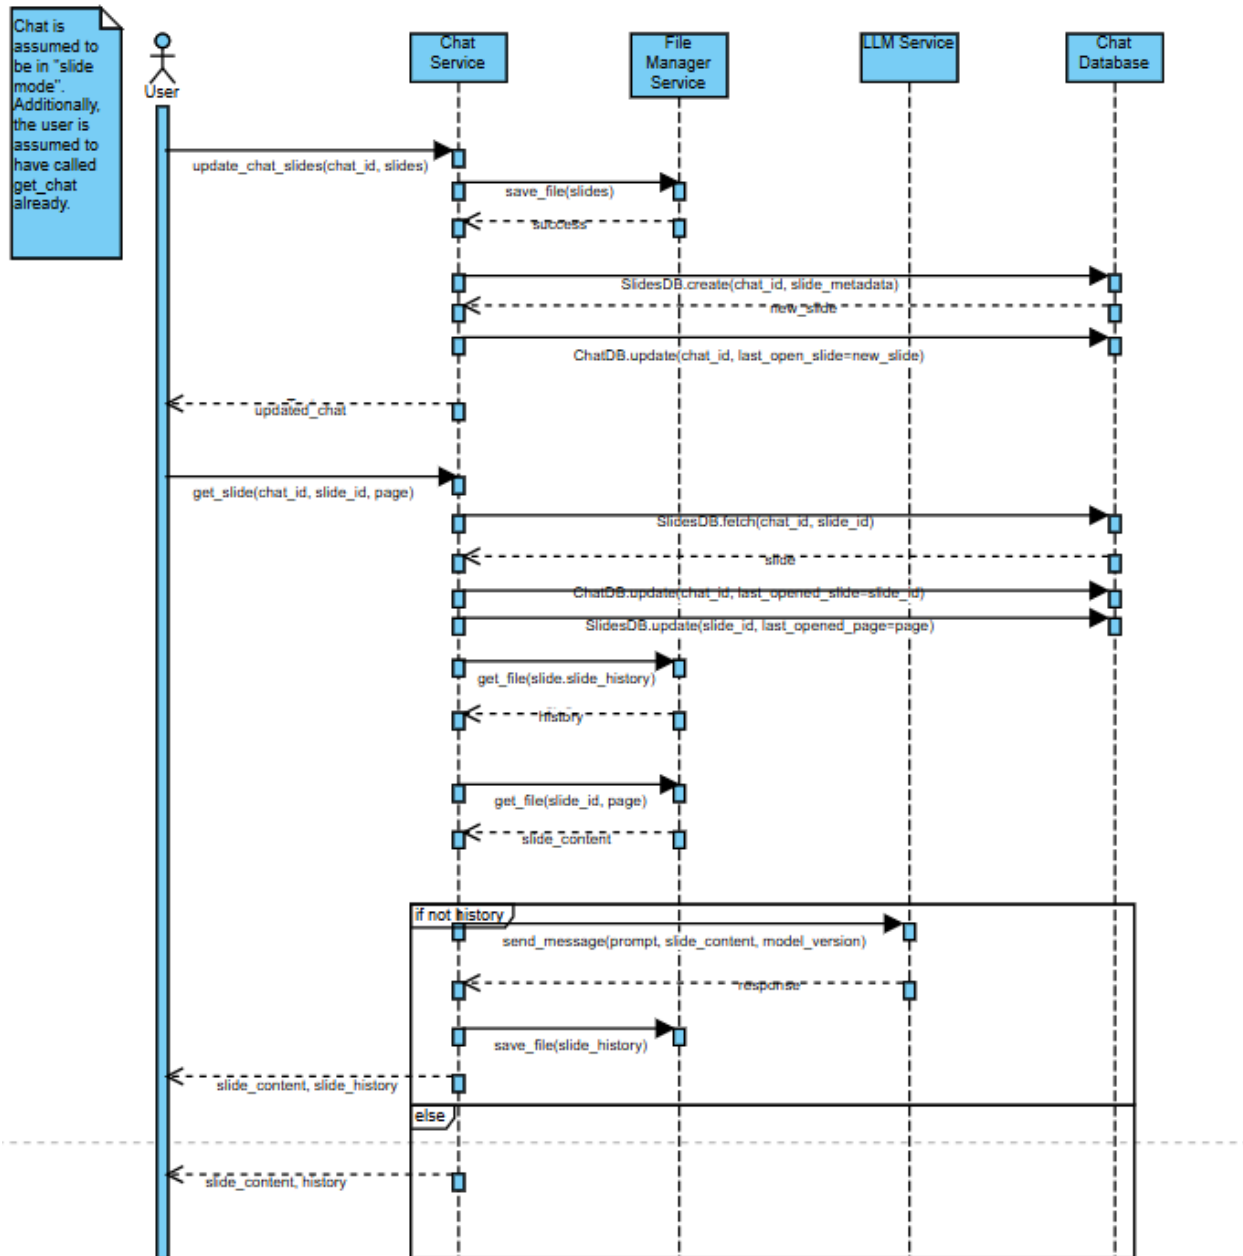 Chat is
assumed to
be in "slide
mode".
Additionally,
the user is
assumed to
have called
get_chat
already.
User
Chat
Service
File
Manager
Service
LLM Service
Chat
Database
update_chat_slides(chat_id, slides)
save_file(slides)
success
SlidesDB.create(chat_id, slide_metadata)
new_slide
ChatDB.update(chat_id, last_open_slide=new_slide)
updated_chat
get_slide(chat_id, slide_id, page)
SlidesDB.fetch(chat_id, slide_id)
slide
ChatDB.update(chat_id, last_opened_slide=slide_id)
SlidesDB.update(slide_id, last_opened_page=page)
get_file(slide.slide_history)
history
get_file(slide_id, page)
slide_content
if not history
send_message(prompt, slide_content, model_version)
response
save_file(slide_history)
slide_content, slide_history
else
slide_content, history